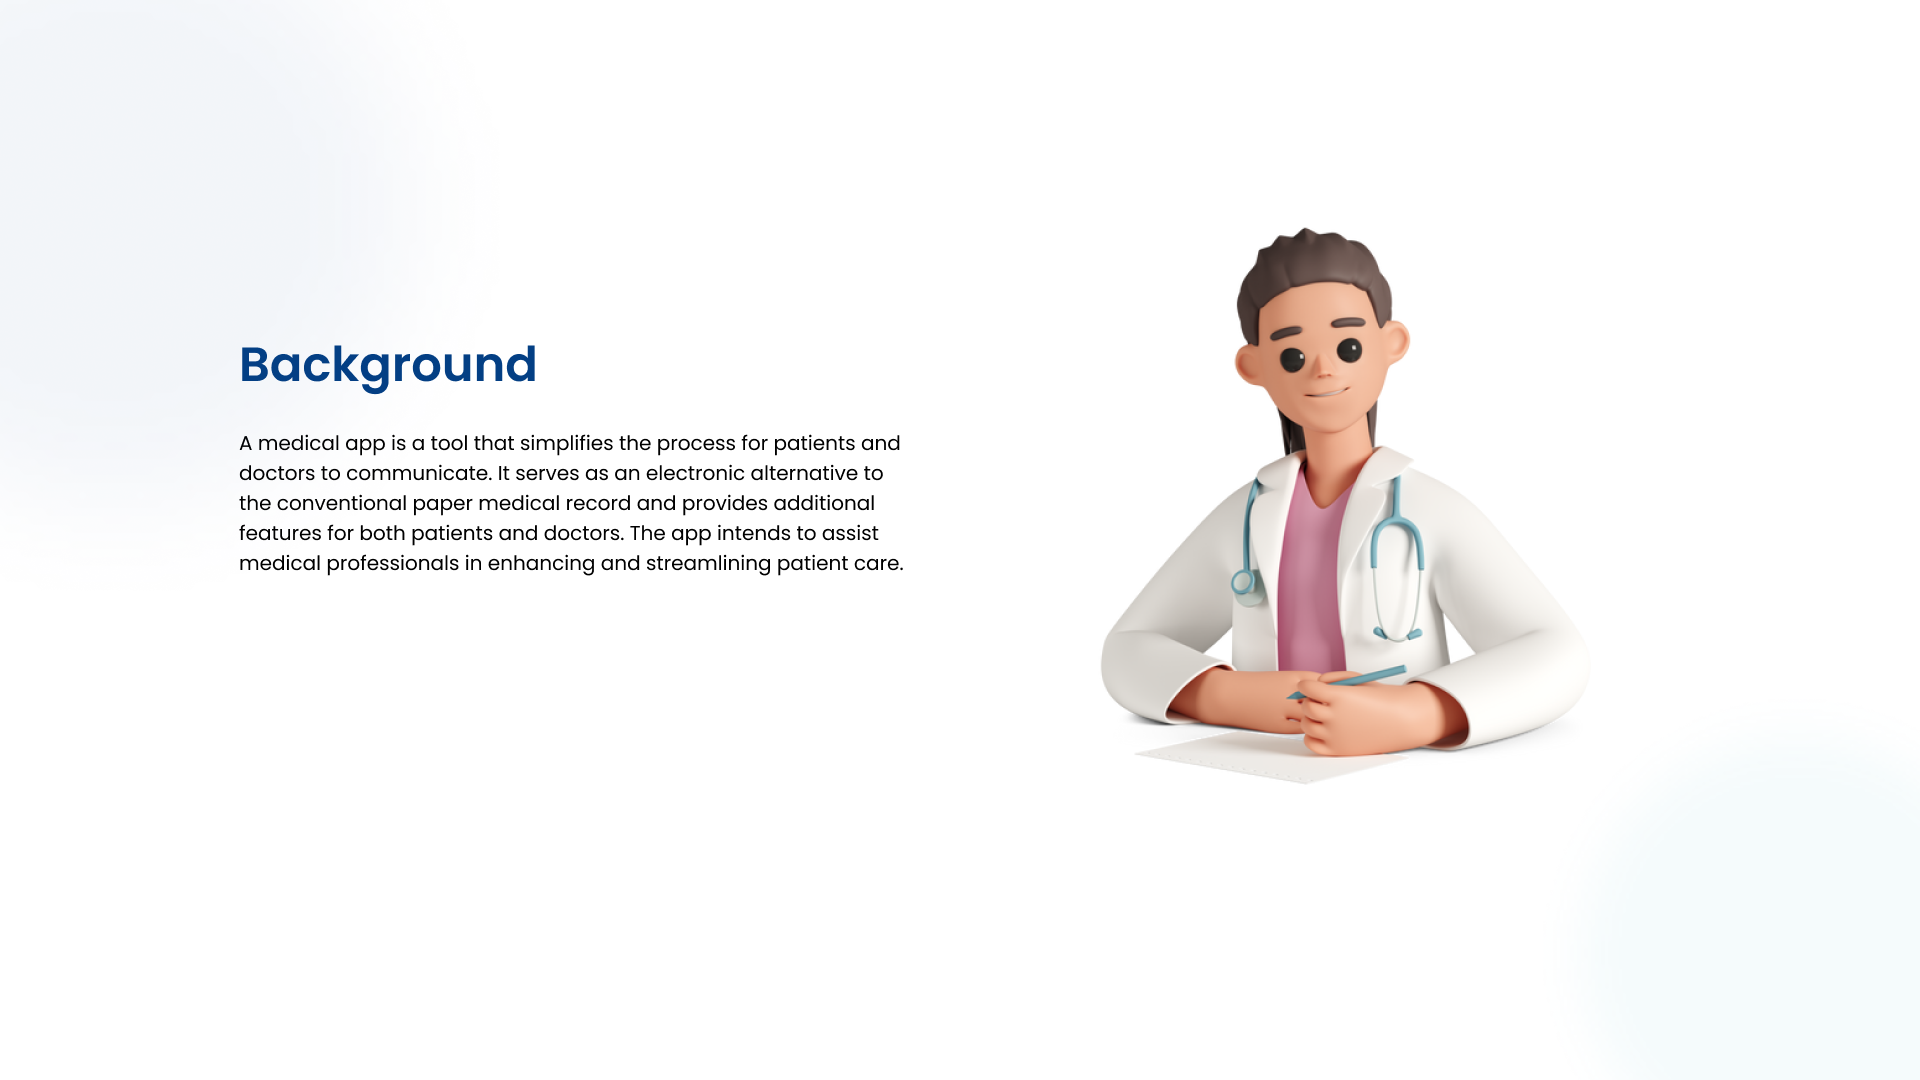 Background
A medical app is a tool that simplifies the process for patients and
doctors to communicate. It serves as an electronic alternative to
the conventional paper medical record and provides additional
features for both patients and doctors. The app intends to assist
medical professionals in enhancing and streamlining patient care.